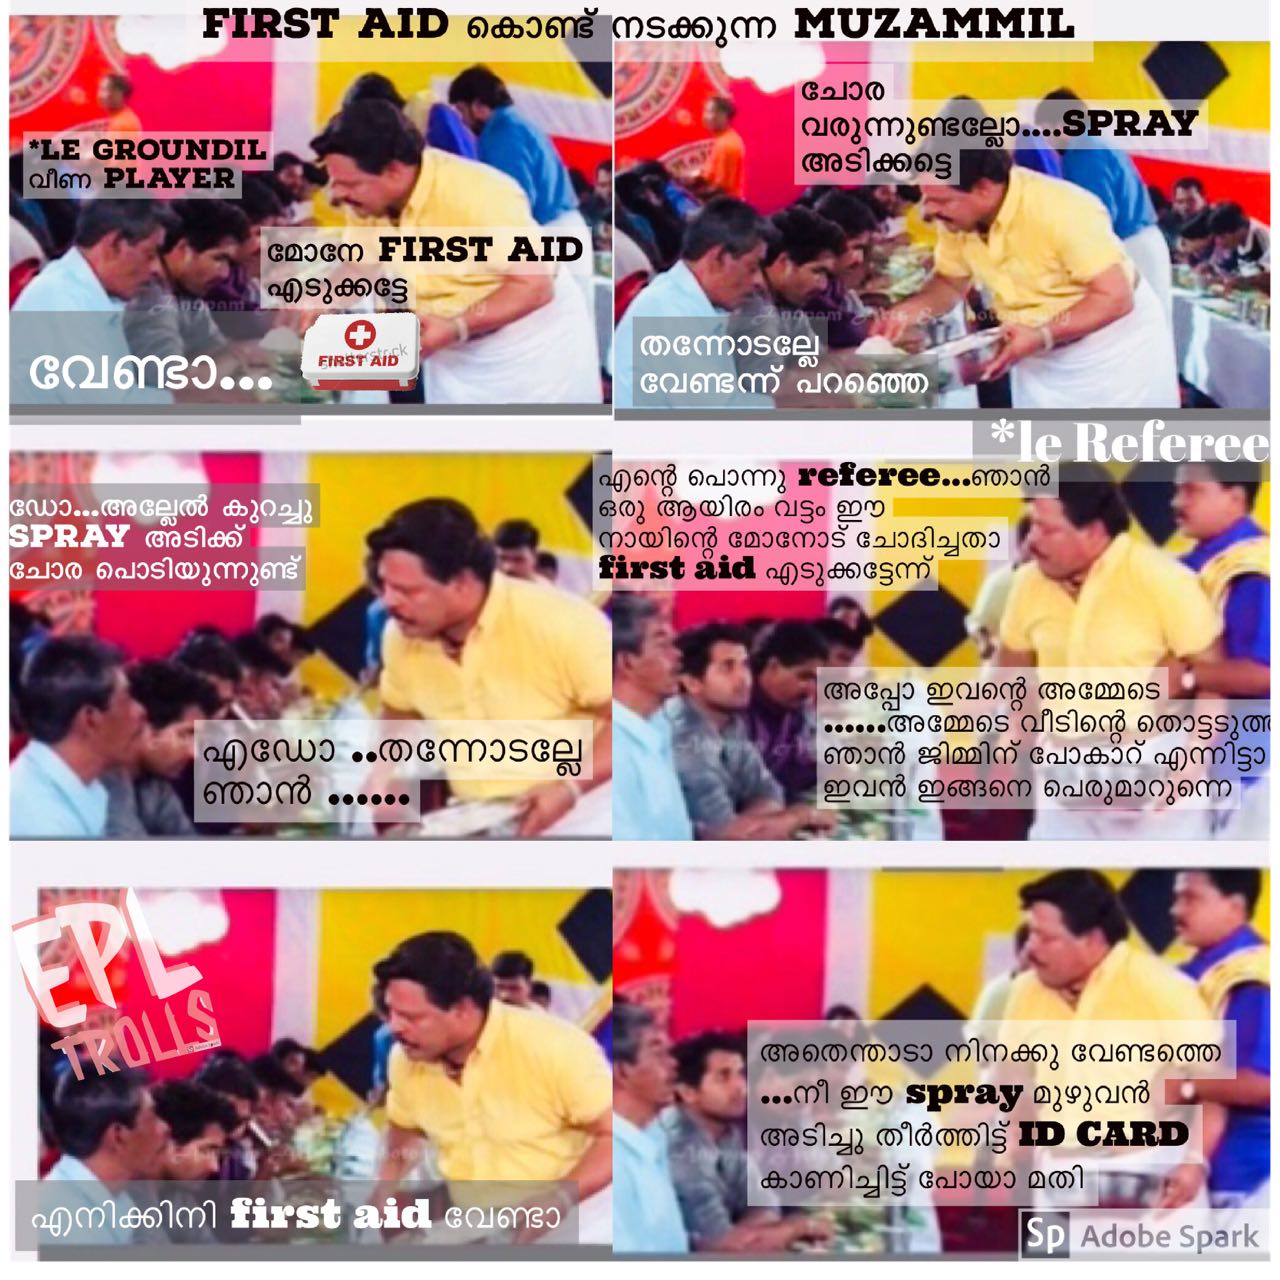 FIRST AID കൊണ്ട് നടക്കുന്ന MUZAMMIL
*LE GROUNDIL
വീണ PLAYER
മോനേ FIRST AID
എടുക്കട്ടേ
FIRST AID
വേണ്ടാ...
ചോര
വരുന്നുണ്ടല്ലോ....SPRAY
അടിക്കട്ടെ
തന്നോടല്ലേ
വേണ്ടന്ന് പറഞ്ഞെ
ഡോ...അല്ലേൽ കുറച്ചു
SPRAY അടിക്ക്
ചോര പൊടിയുന്നുണ്ട്
എഡോ ..തന്നോടല്ലേ
ഞാൻ ......
*le Referee
എന്റെ പൊന്നു referee...ഞാൻ
ഒരു ആയിരം വട്ടം ഈ
നായിന്റെ മോനോട് ചോദിച്ചതാ
first aid എടുക്കട്ടേന്ന്
അപ്പോ ഇവന്റെ അമ്മേടെ
......അമ്മേടെ വീടിന്റെ
ഞാൻ ജിമ്മിന് പോകാറ് എന്നിട്ടാ
ഇവൻ ഇങ്ങനെ പെരുമാറുന്നെ
EPL
TROLLS
എനിക്കിനി first aid വേണ്ടാ
അതെന്താടാ നിനക്കു വേണ്ടത്തെ
...നീ ഈ spray മുഴുവൻ
അടിച്ചു തീർത്തിട്ട് ID CARD
കാണിച്ചിട്ട് പോയാ മതി
Sp Adobe Spark